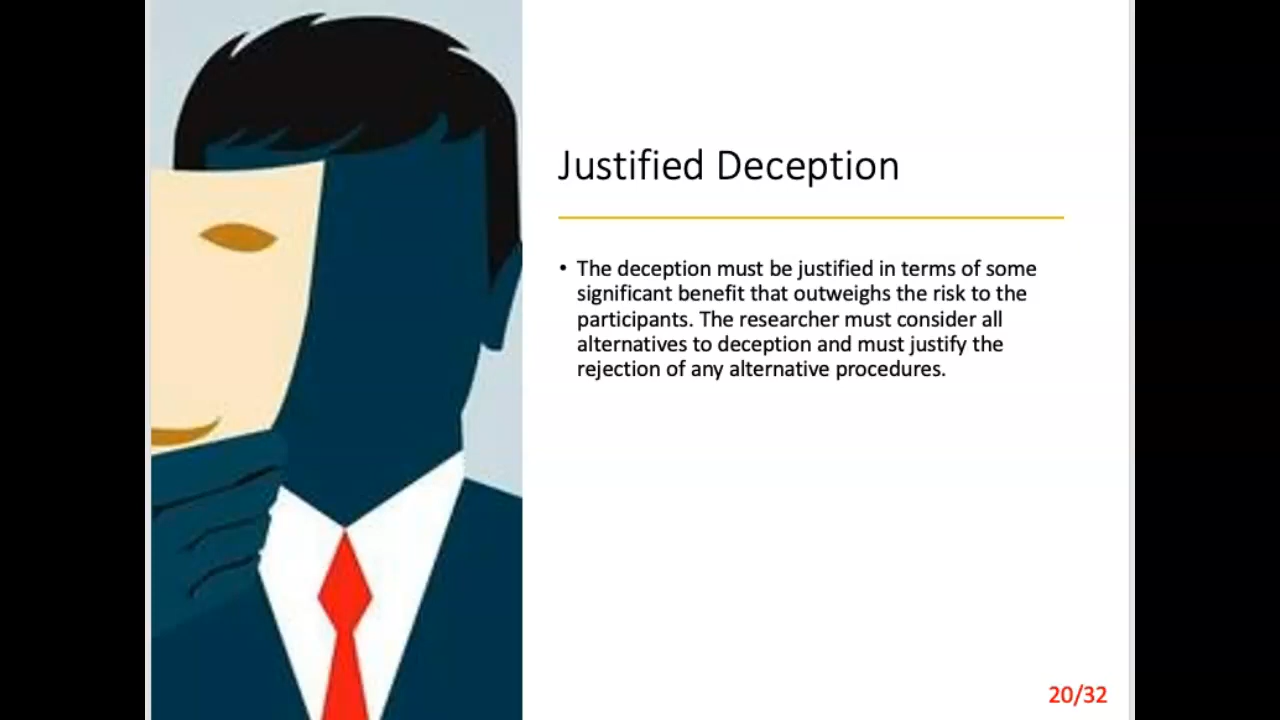 Justified Deception
• The deception must be justified in terms of some
significant benefit that outweighs the risk to the
participants. The researcher must consider all
alternatives to deception and must justify the
rejection of any alternative procedures.
20/32